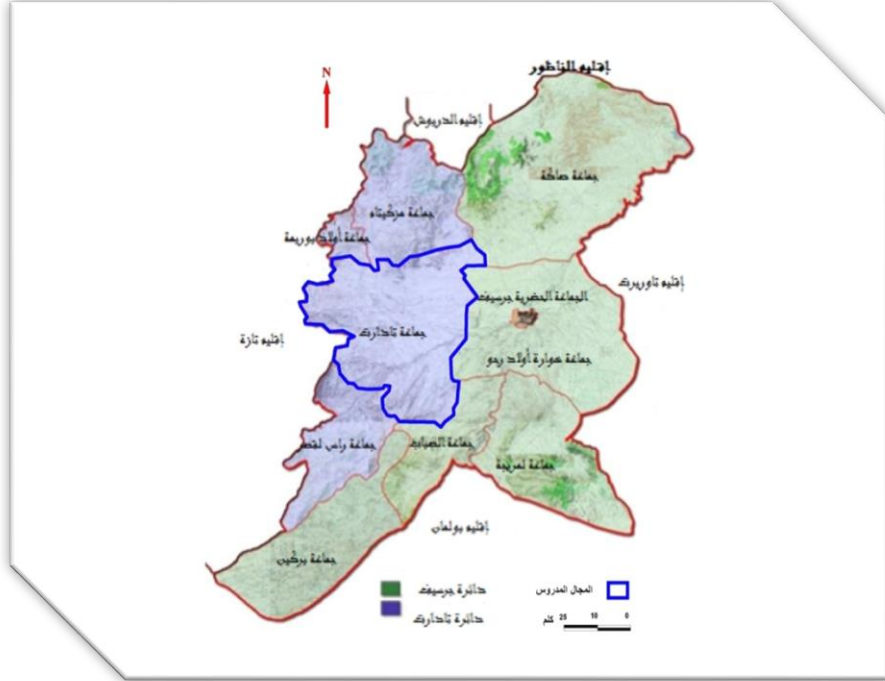 إقليم الناظور
N
إقليم الدريوش
جماعة صاكة
جماعة مزكيتام
جماعة أولاد بوريمة
إقليم تاوريرت
الجماعة الحضرية جرسيف
جماعة تادارت
إقليم تازة
جماعة هوارة أولاد رحو
جماعة راس لقصر
جماعة الصباب
جماعة لمريجة
إقليم بولمان
جماعة بركين
دائرة جرسيف
المجال المدروس
دائرة تادارت
0 10 25 كلم